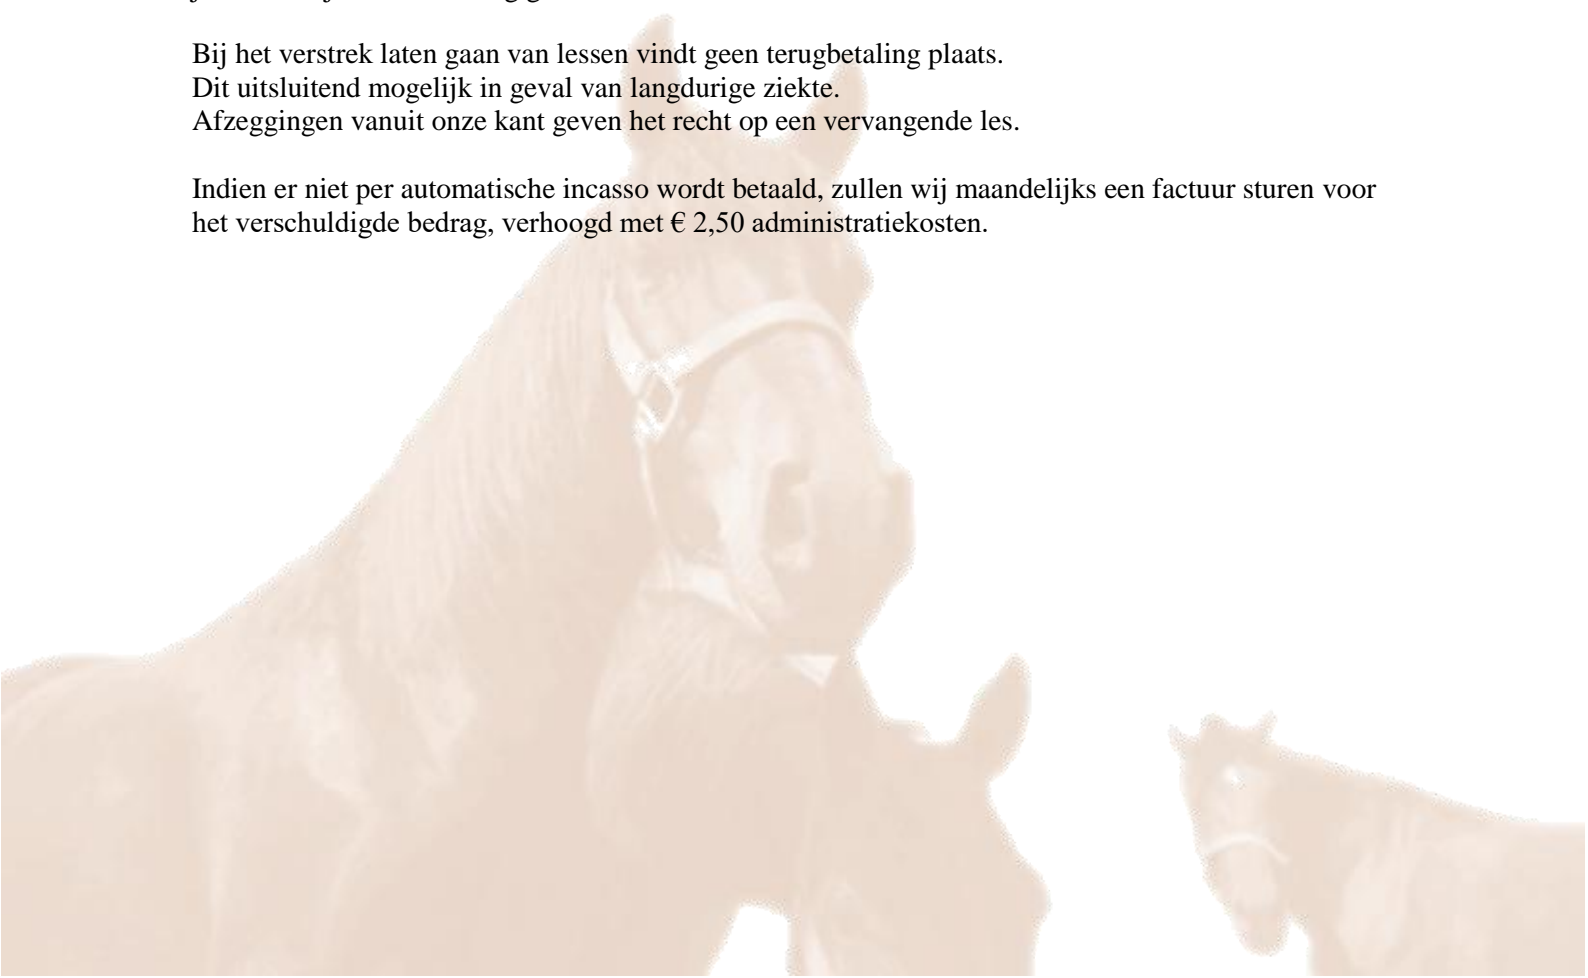 Bij het verstrek laten gaan van lessen vindt geen terugbetaling plaats.
Dit uitsluitend mogelijk in geval van langdurige ziekte.
Afzeggingen vanuit onze kant geven het recht op een vervangende les.
Indien er niet per automatische incasso wordt betaald, zullen wij maandelijks een factuur sturen voor
het verschuldigde bedrag, verhoogd met € 2,50 administratiekosten.